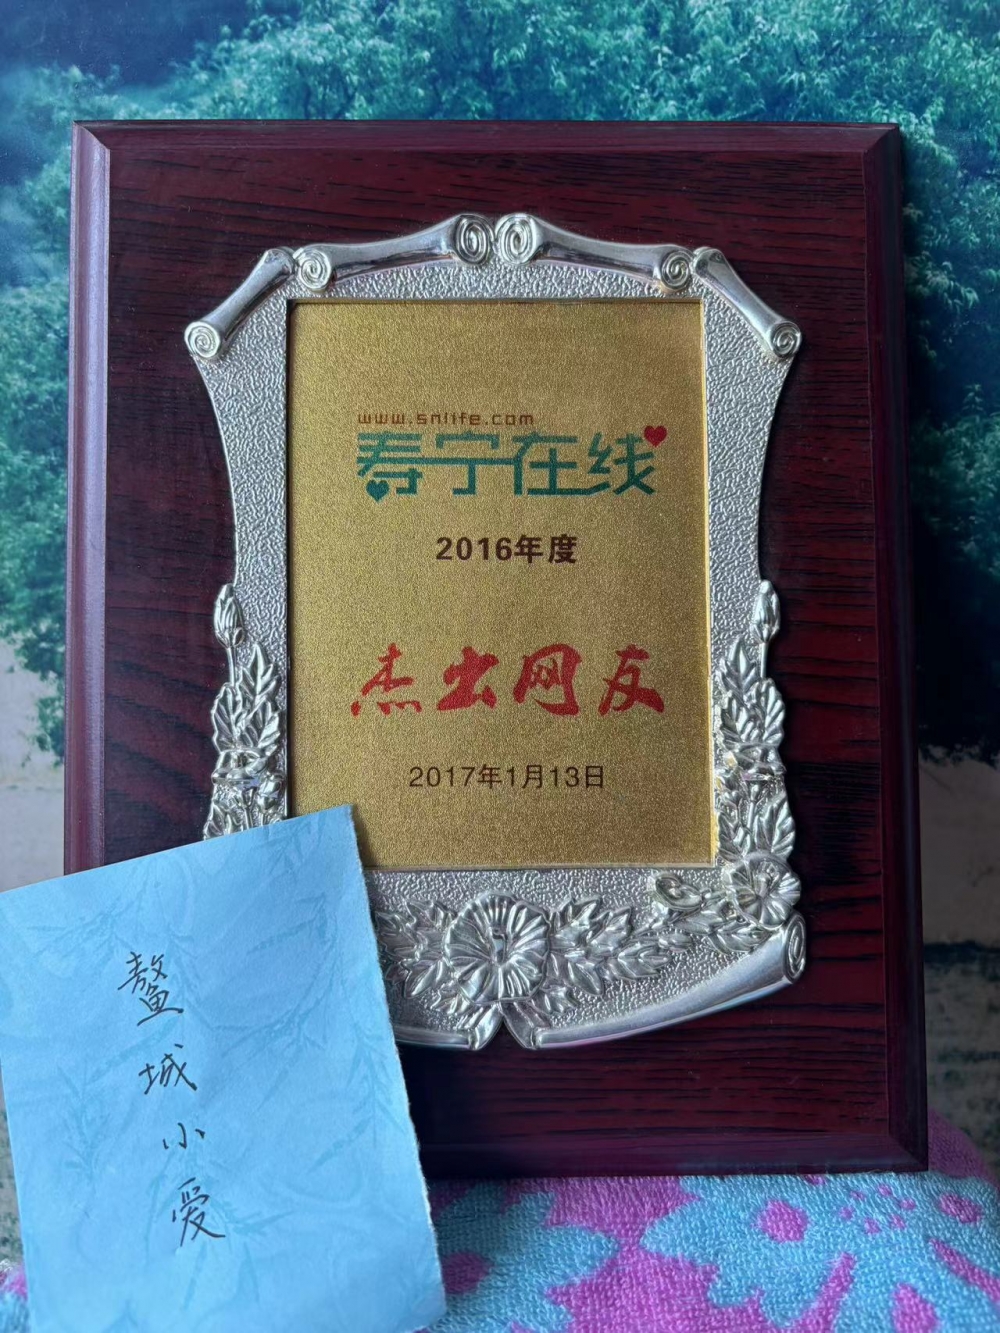 www.snlife.com
寿宁在线
2016年度
杰出网友
2017年1月13日
鳌城小爱